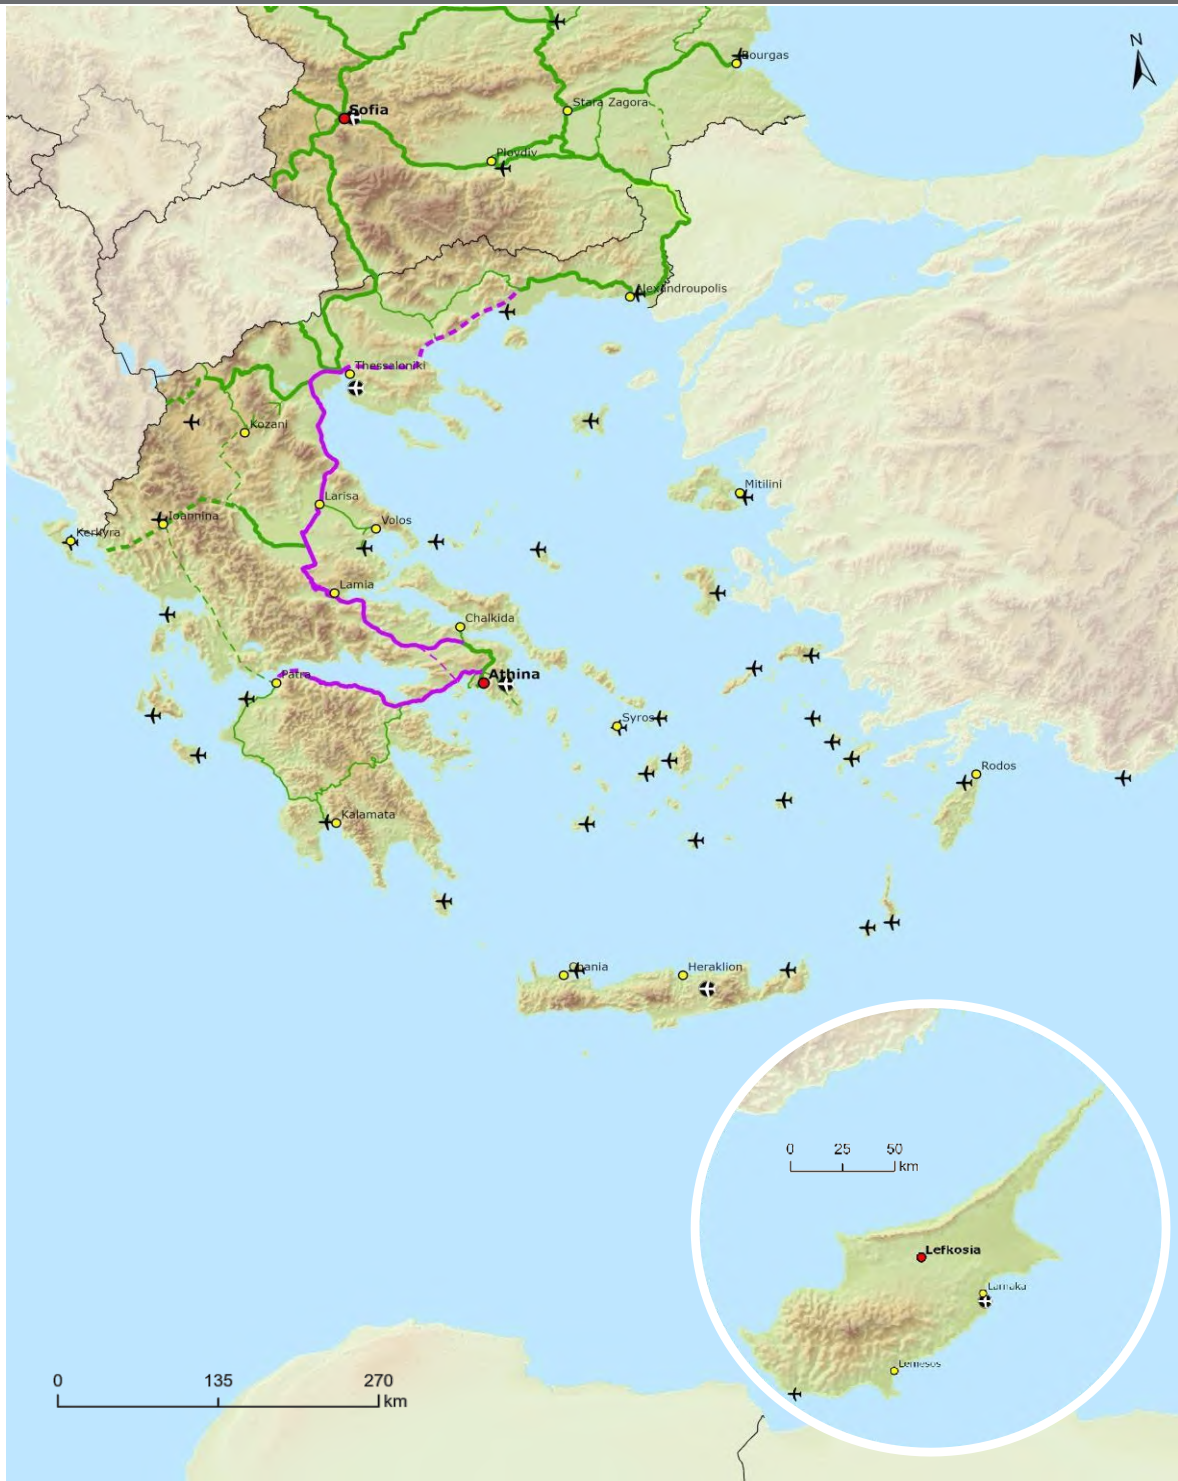 N
Bourgas
Sofia
Stara Zagora
Plovdiv
Alexandroupolis
Thessaloniki
Kozani
Mitilini
Larisa
Ioannina
Volos
Kerkyra
Lamia
Chalkida
Patra
Athina
Syros
Rodos
Kalamata
Chania
Heraklion
0 25 50
km
Lefkosia
Larnaka
Lemesos
0 135 270
km